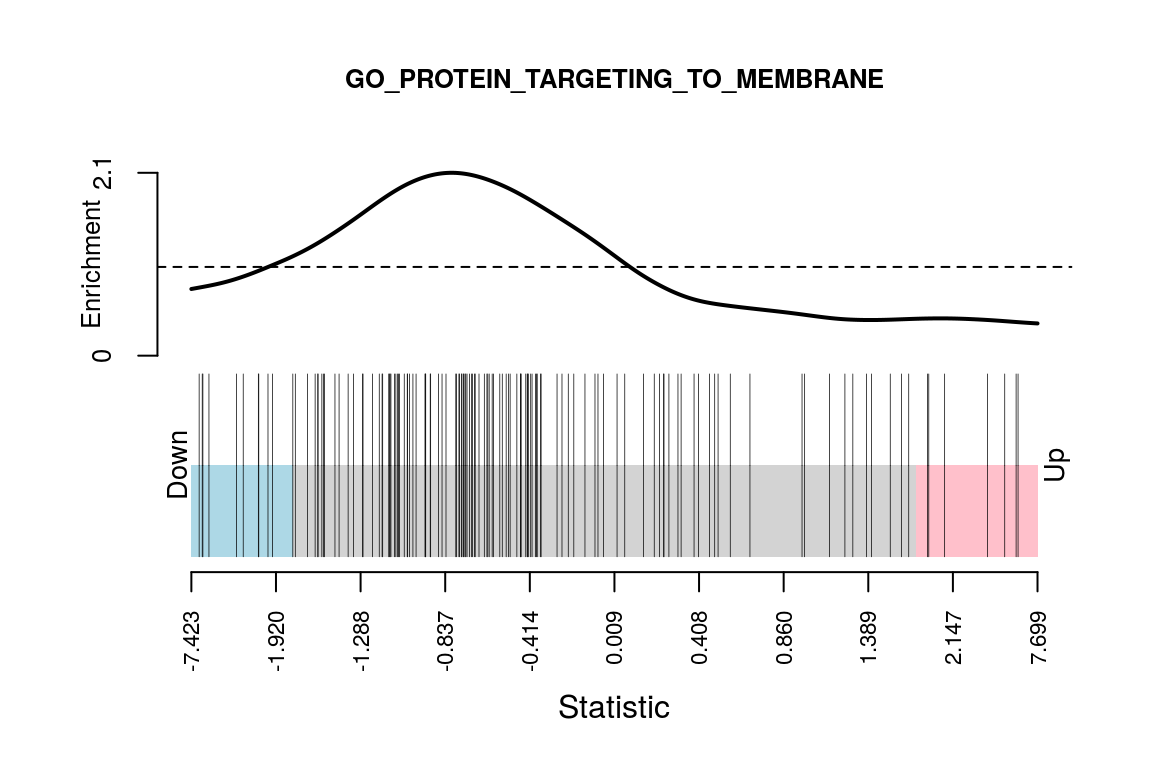 GO_PROTEIN_TARGETING_TO_MEMBRANE
Enrichment
2.1
0
Down
Up
-7.423
-1.920
-1.288
-0.837
-0.414
0.009
0.408
0.860
1.389
2.147
7.699
Statistic